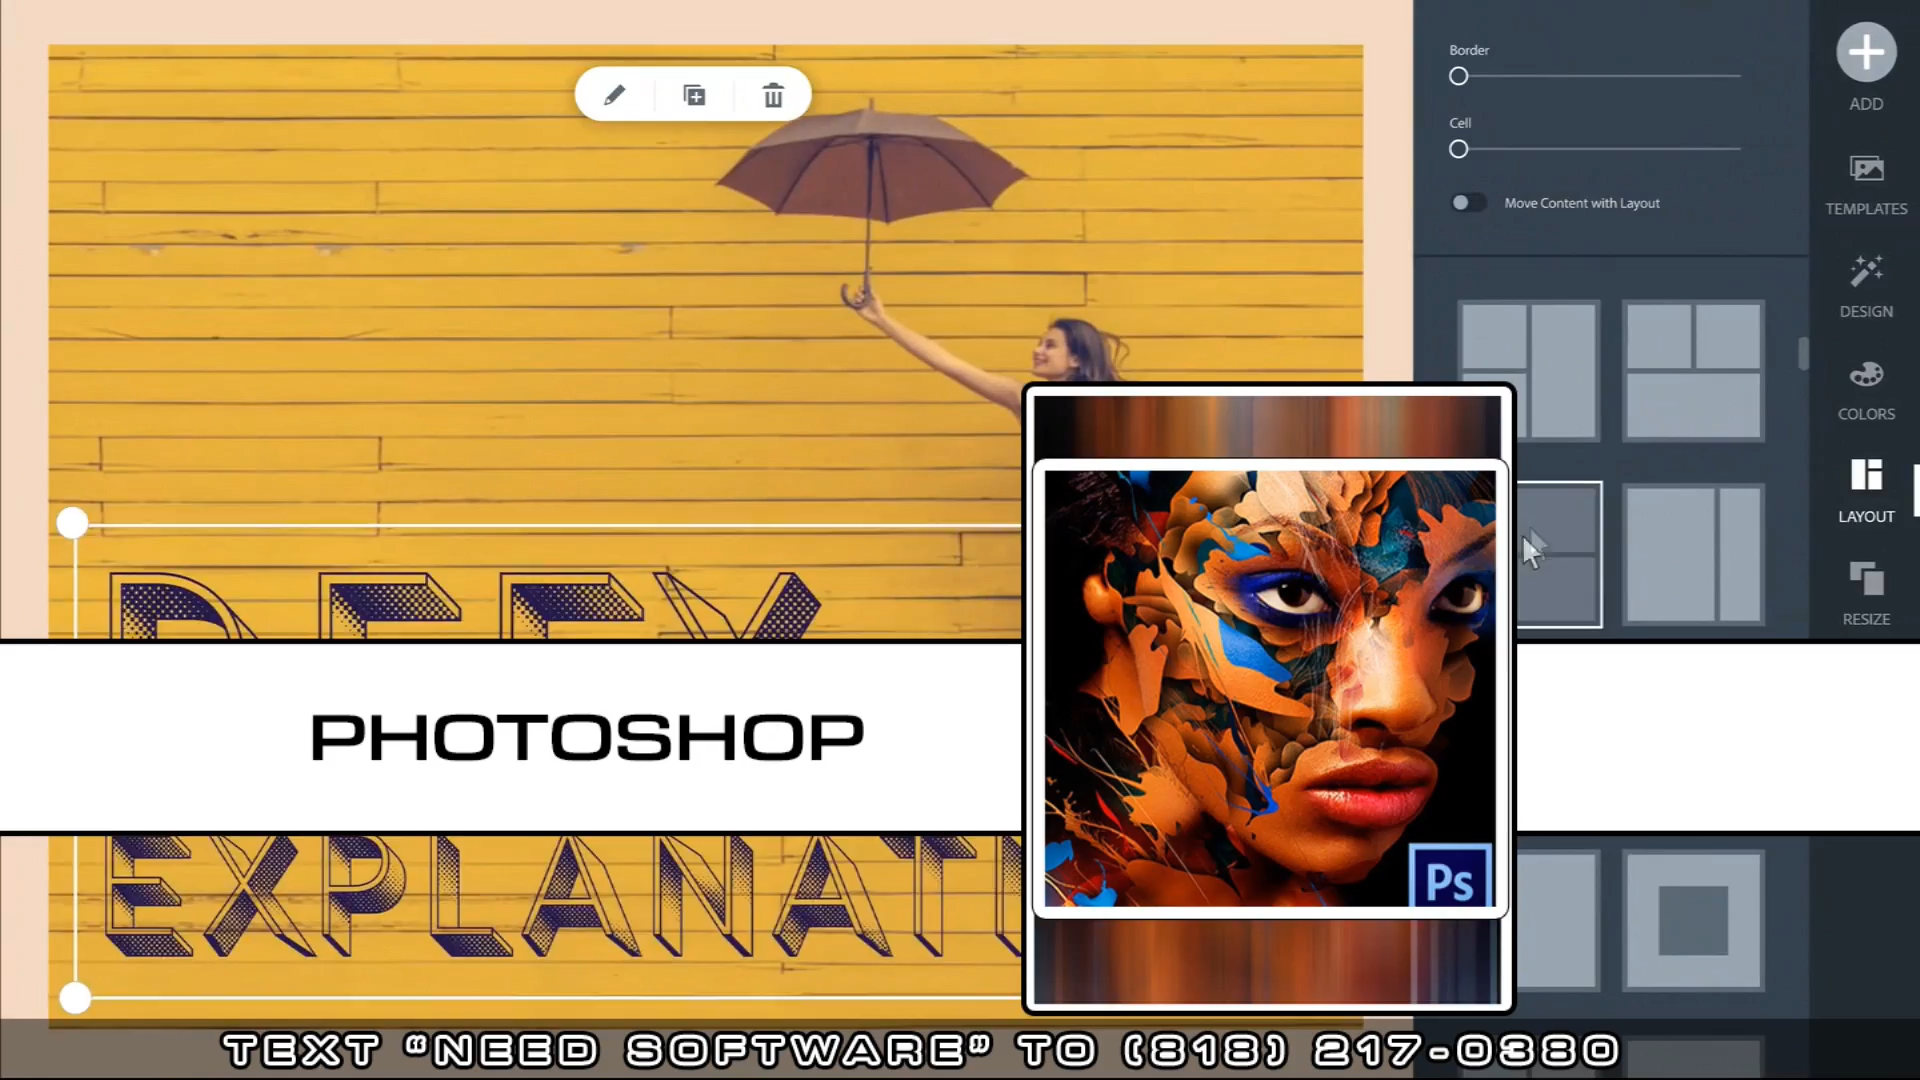 Border
ADD
Cell
Move Content with Layout
TEMPLATES
DESIGN
COLORS
LAYOUT
RESIZE
DEFY
PHOTOSHOP
Ps
TEXT “NEED SOFTWARE” TO (818) 217-0380